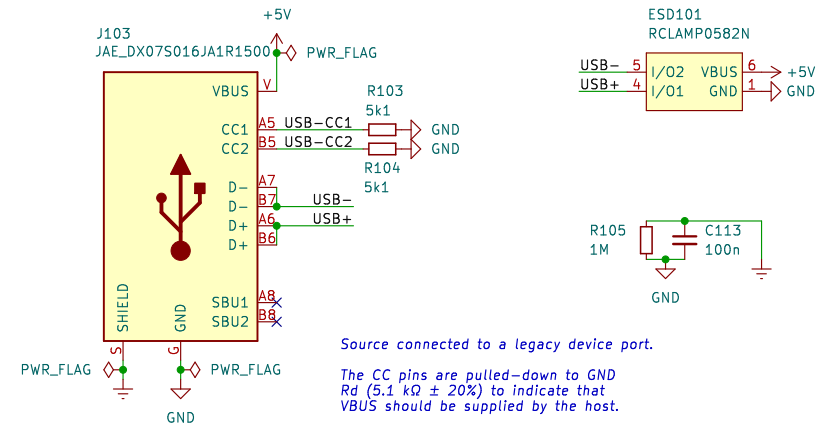 +5V
J103
JAE_DX07S016JA1R1500
PWR_FLAG
VBUS
V
CC1
A5
USB-CC1
R103
5k1
GND
CC2
B5
USB-CC2
GND
R104
5k1
D-
A7
D-
B7
USB-
D+
A6
USB+
D+
B6
SBU1
A8
SBU2
B8
SHIELD
GND
S
G
PWR_FLAG
PWR_FLAG
GND
ESD101
RCLAMP0582N
USB-
5
I/O2
VBUS
6
+5V
USB+
4
I/O1
GND
1
GND
R105
1M
C113
100n
GND
Source connected to a legacy device port.
The CC pins are pulled-down to GND
Rd (5.1 kΩ ± 20%) to indicate that
VBUS should be supplied by the host.